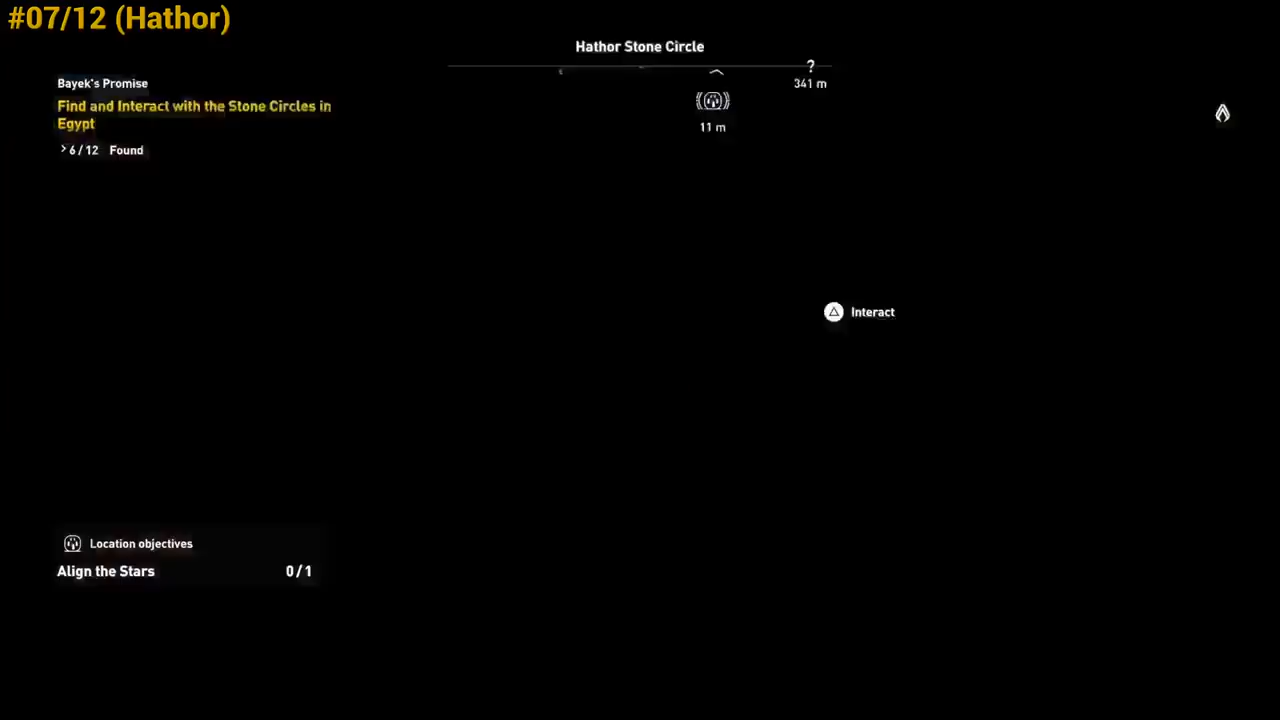 #07/12 (Hathor)
Hathor Stone Circle
Bayek's Promise
?
341 m
Find and Interact with the Stone Circles in
Egypt
11 m
> 6 / 12 Found
Interact
Location objectives
Align the Stars 0 / 1